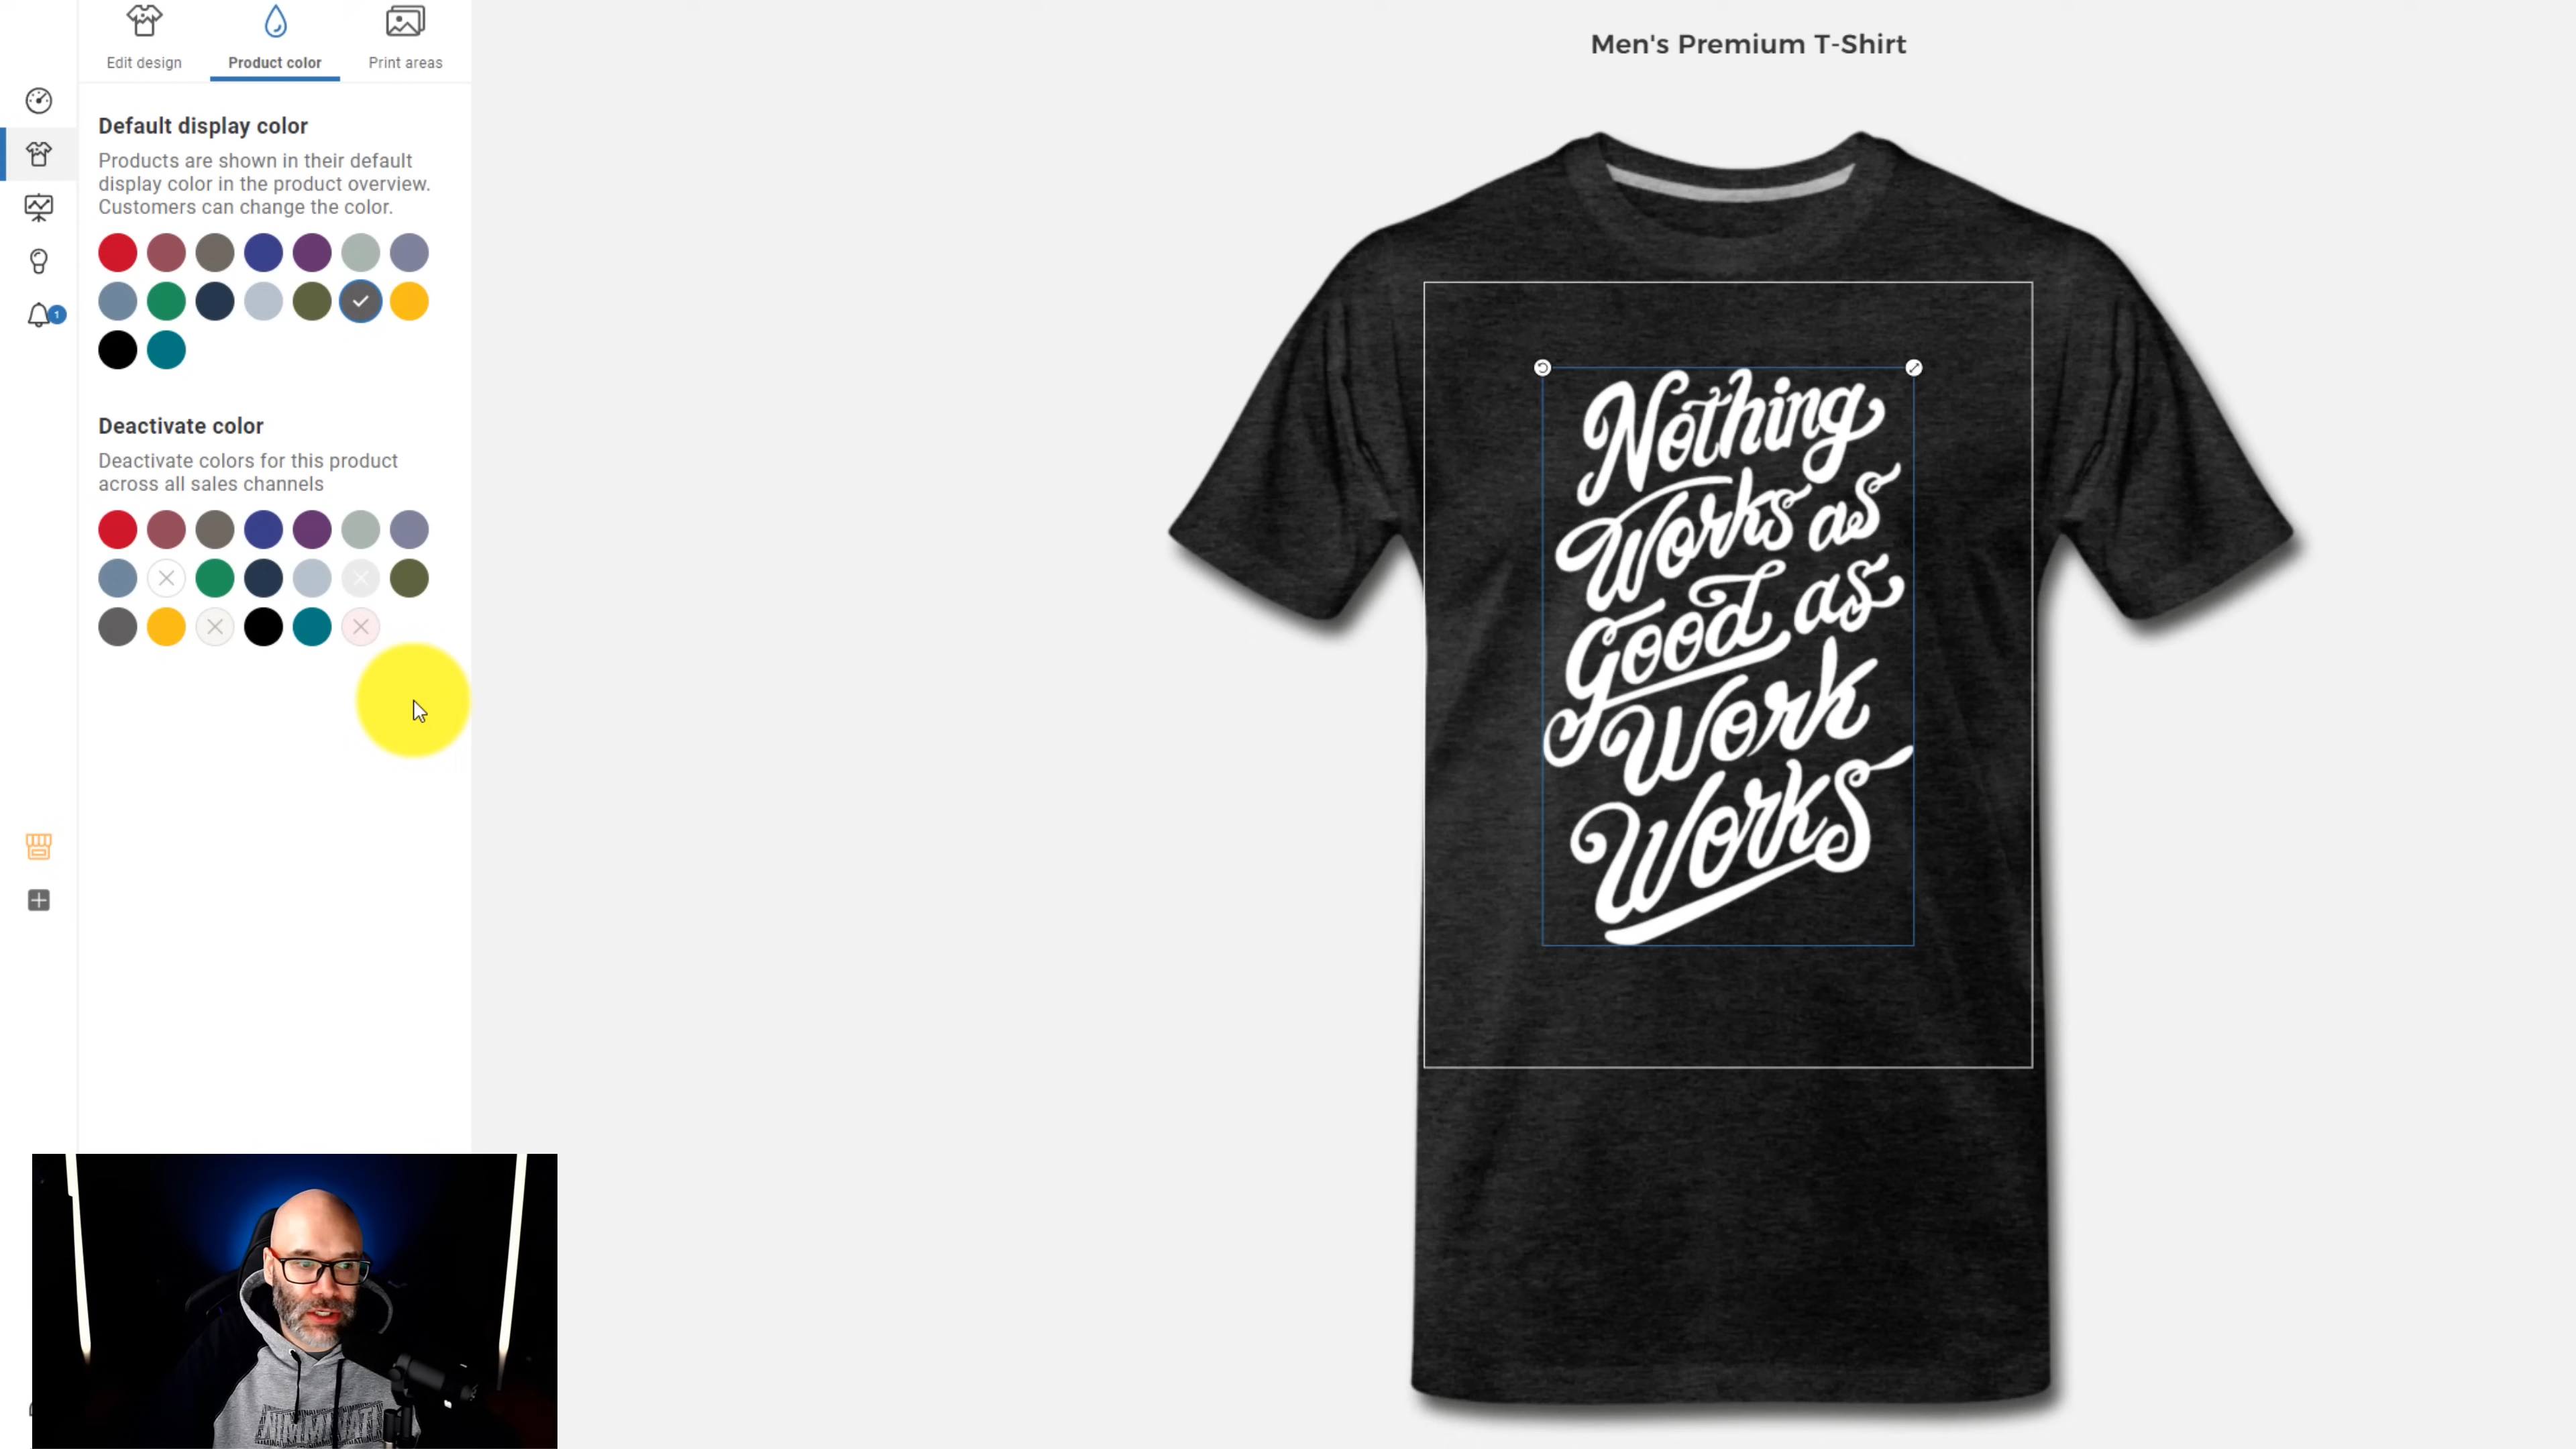 Edit design
Product color
Print areas
Default display color
Products are shown in their default
display color in the product overview.
Customers can change the color.
1
Deactivate color
Deactivate colors for this product
across all sales channels
Men's Premium T-Shirt
Nothing
Works as
Good as
Work
Works